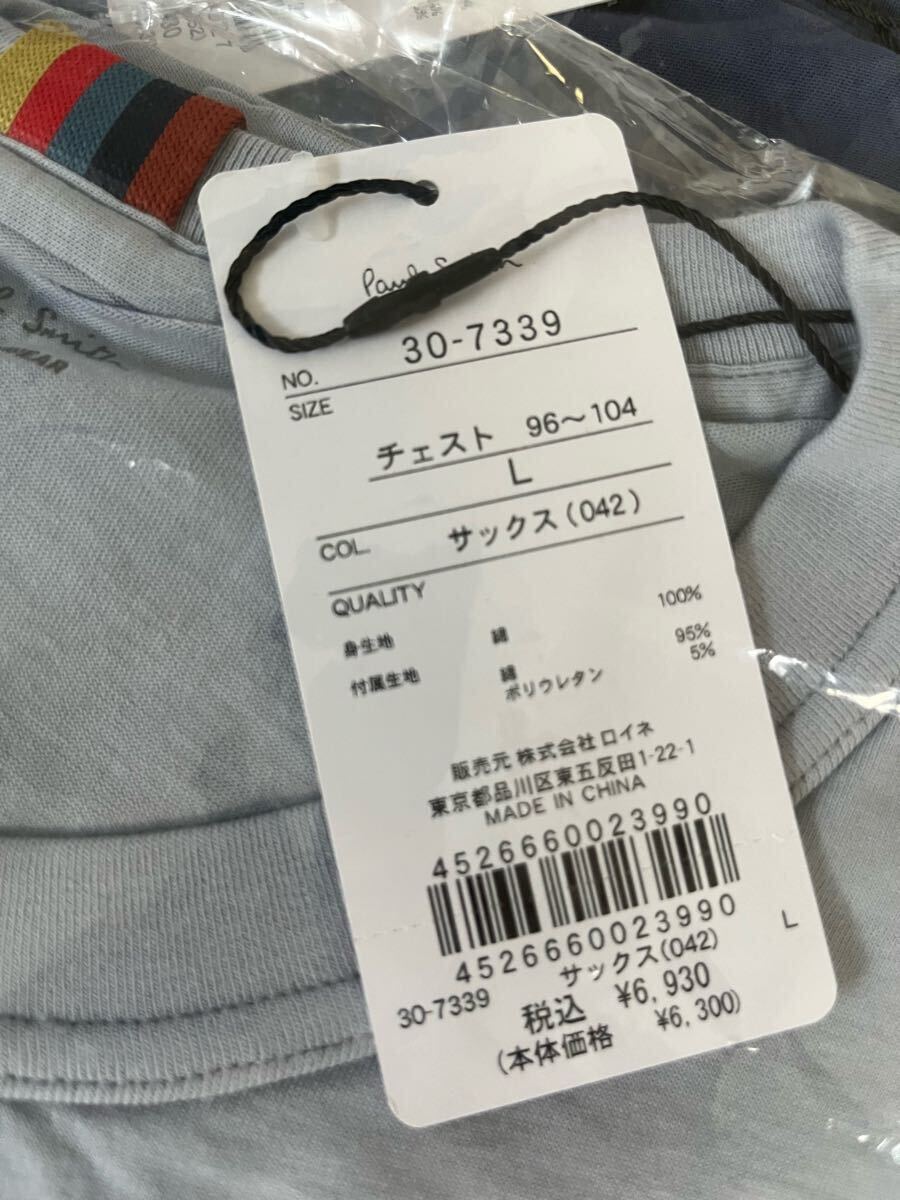 Paul Smith
NO. 30-7339
SIZE
チェスト 96～104
L
COL. サックス(042)
QUALITY
身生地 綿 100%
付属生地 綿 95%
ポリウレタン 5%
販売元 株式会社 ロイネ
東京都品川区東五反田1-22-1
MADE IN CHINA
4526660023990
4526660023990
サックス(042) L
30-7339
税込 ¥6,930
(本体価格 ¥6,300)
Smith
WEAR